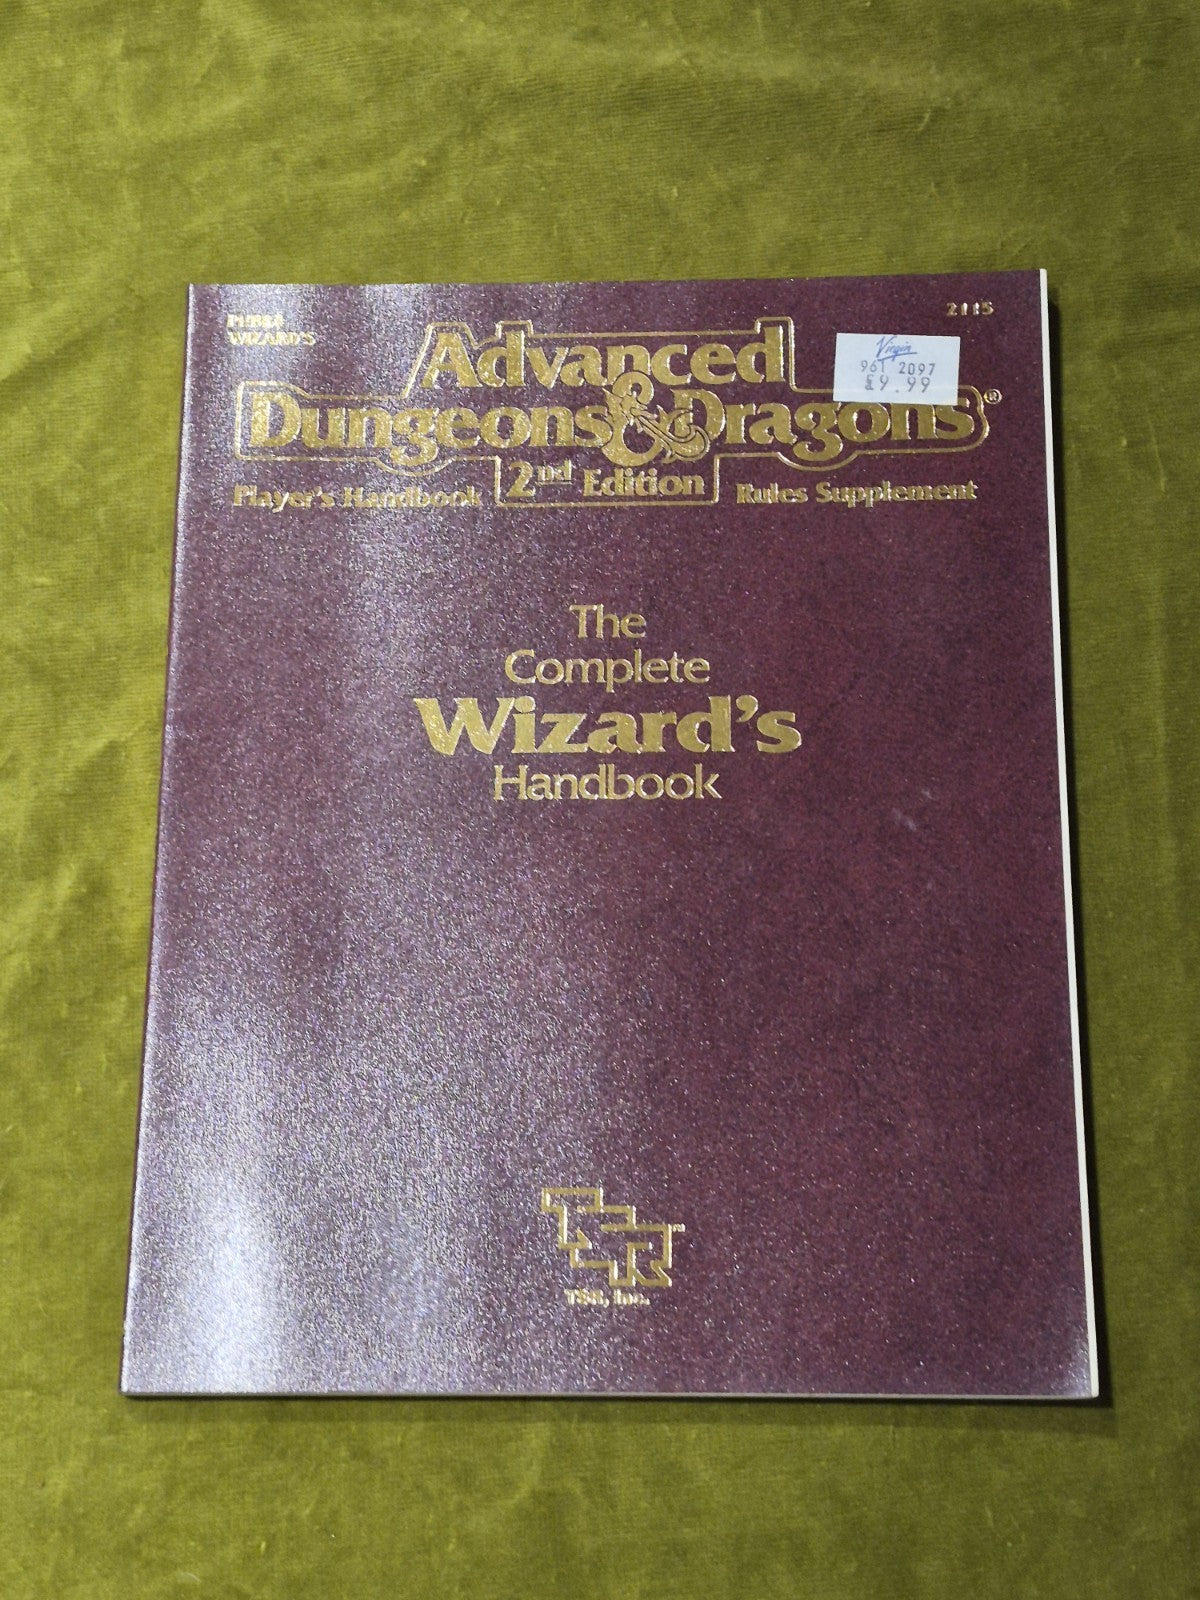 PHBR4
WIZARD'S
2115
Virgin
961 2097
£9.99
Advanced
Dungeons & Dragons®
2nd Edition
Player's Handbook Rules Supplement
The
Complete
Wizard's
Handbook
TSR™
TSR, Inc.